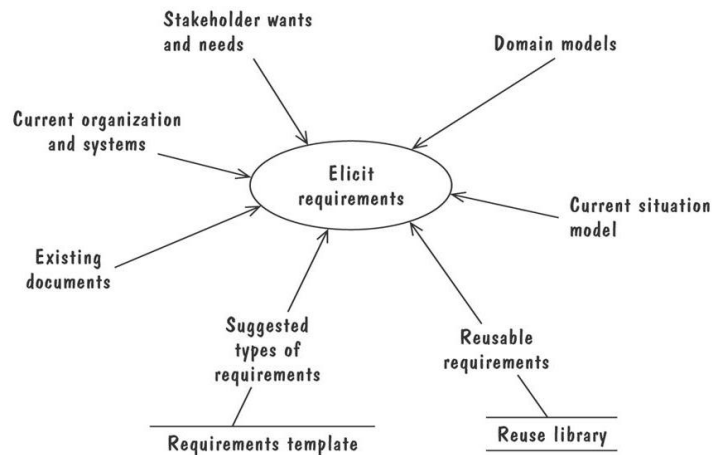 Stakeholder wants
and needs
Domain models
Current organization
and systems
Elicit
requirements
Current situation
model
Existing
documents
Suggested
types of
requirements
Reusable
requirements
Requirements template
Reuse library